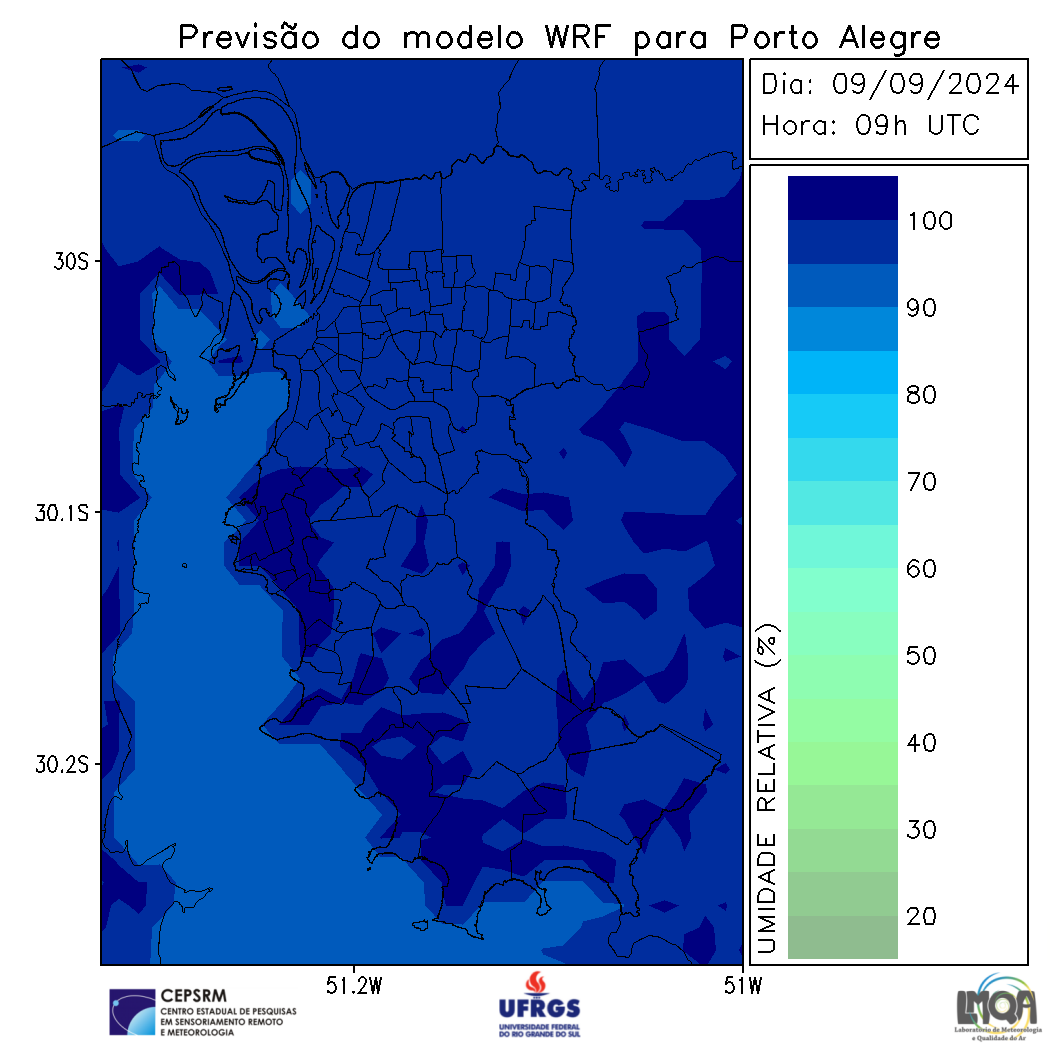 Previsão do modelo WRF para Porto Alegre
Dia: 09/09/2024
Hora: 09h UTC
30S
30.1S
30.2S
51.2W
51W
100
90
80
70
60
50
40
30
20
UMIDADE RELATIVA (%)
CEPSRM
CENTRO ESTADUAL DE PESQUISAS
EM SENSORIAMENTO REMOTO
E METEOROLOGIA
UFRGS
UNIVERSIDADE FEDERAL
DO RIO GRANDE DO SUL
LMQA
Laboratório de Meteorologia
e Qualidade do Ar